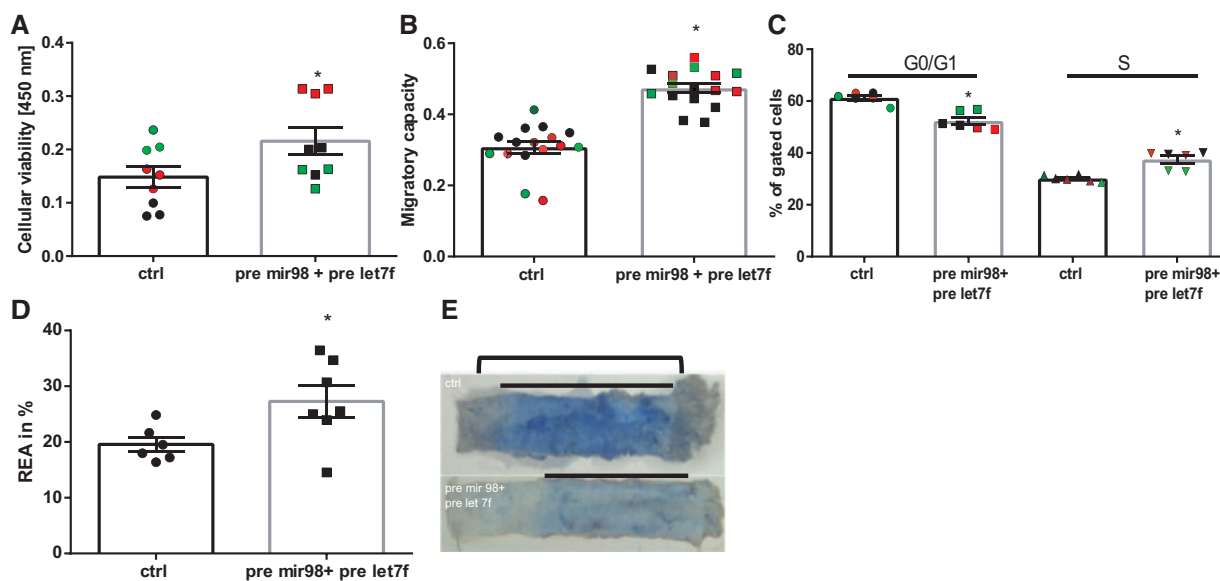 A
Cellular viability [450 nm]
0.4
0.3
0.2
0.1
0.0
*
ctrl
pre mir98 + pre let7f
B
Migratory capacity
0.6
0.4
0.2
0.0
*
ctrl
pre mir98 + pre let7f
C
% of gated cells
80
60
40
20
0
G0/G1
S
*
*
ctrl
pre mir98+
pre let7f
ctrl
pre mir98+
pre let7f
D
REA in %
40
30
20
10
0
*
ctrl
pre mir98+ pre let7f
E
ctrl
pre mir 98+
pre let 7f